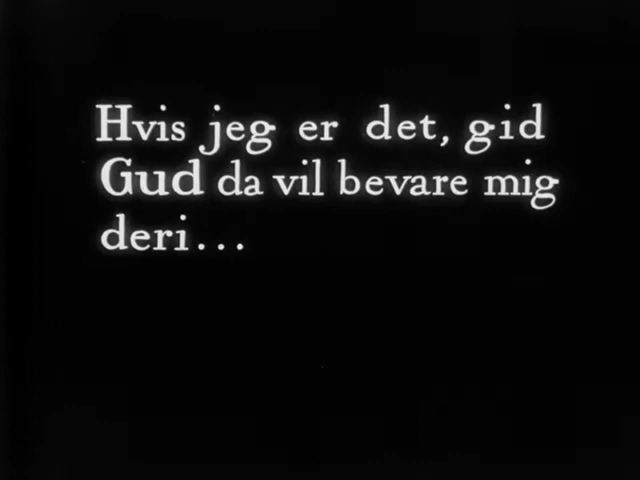 Hvis jeg er det, gid
Gud da vil bevare mig
deri...